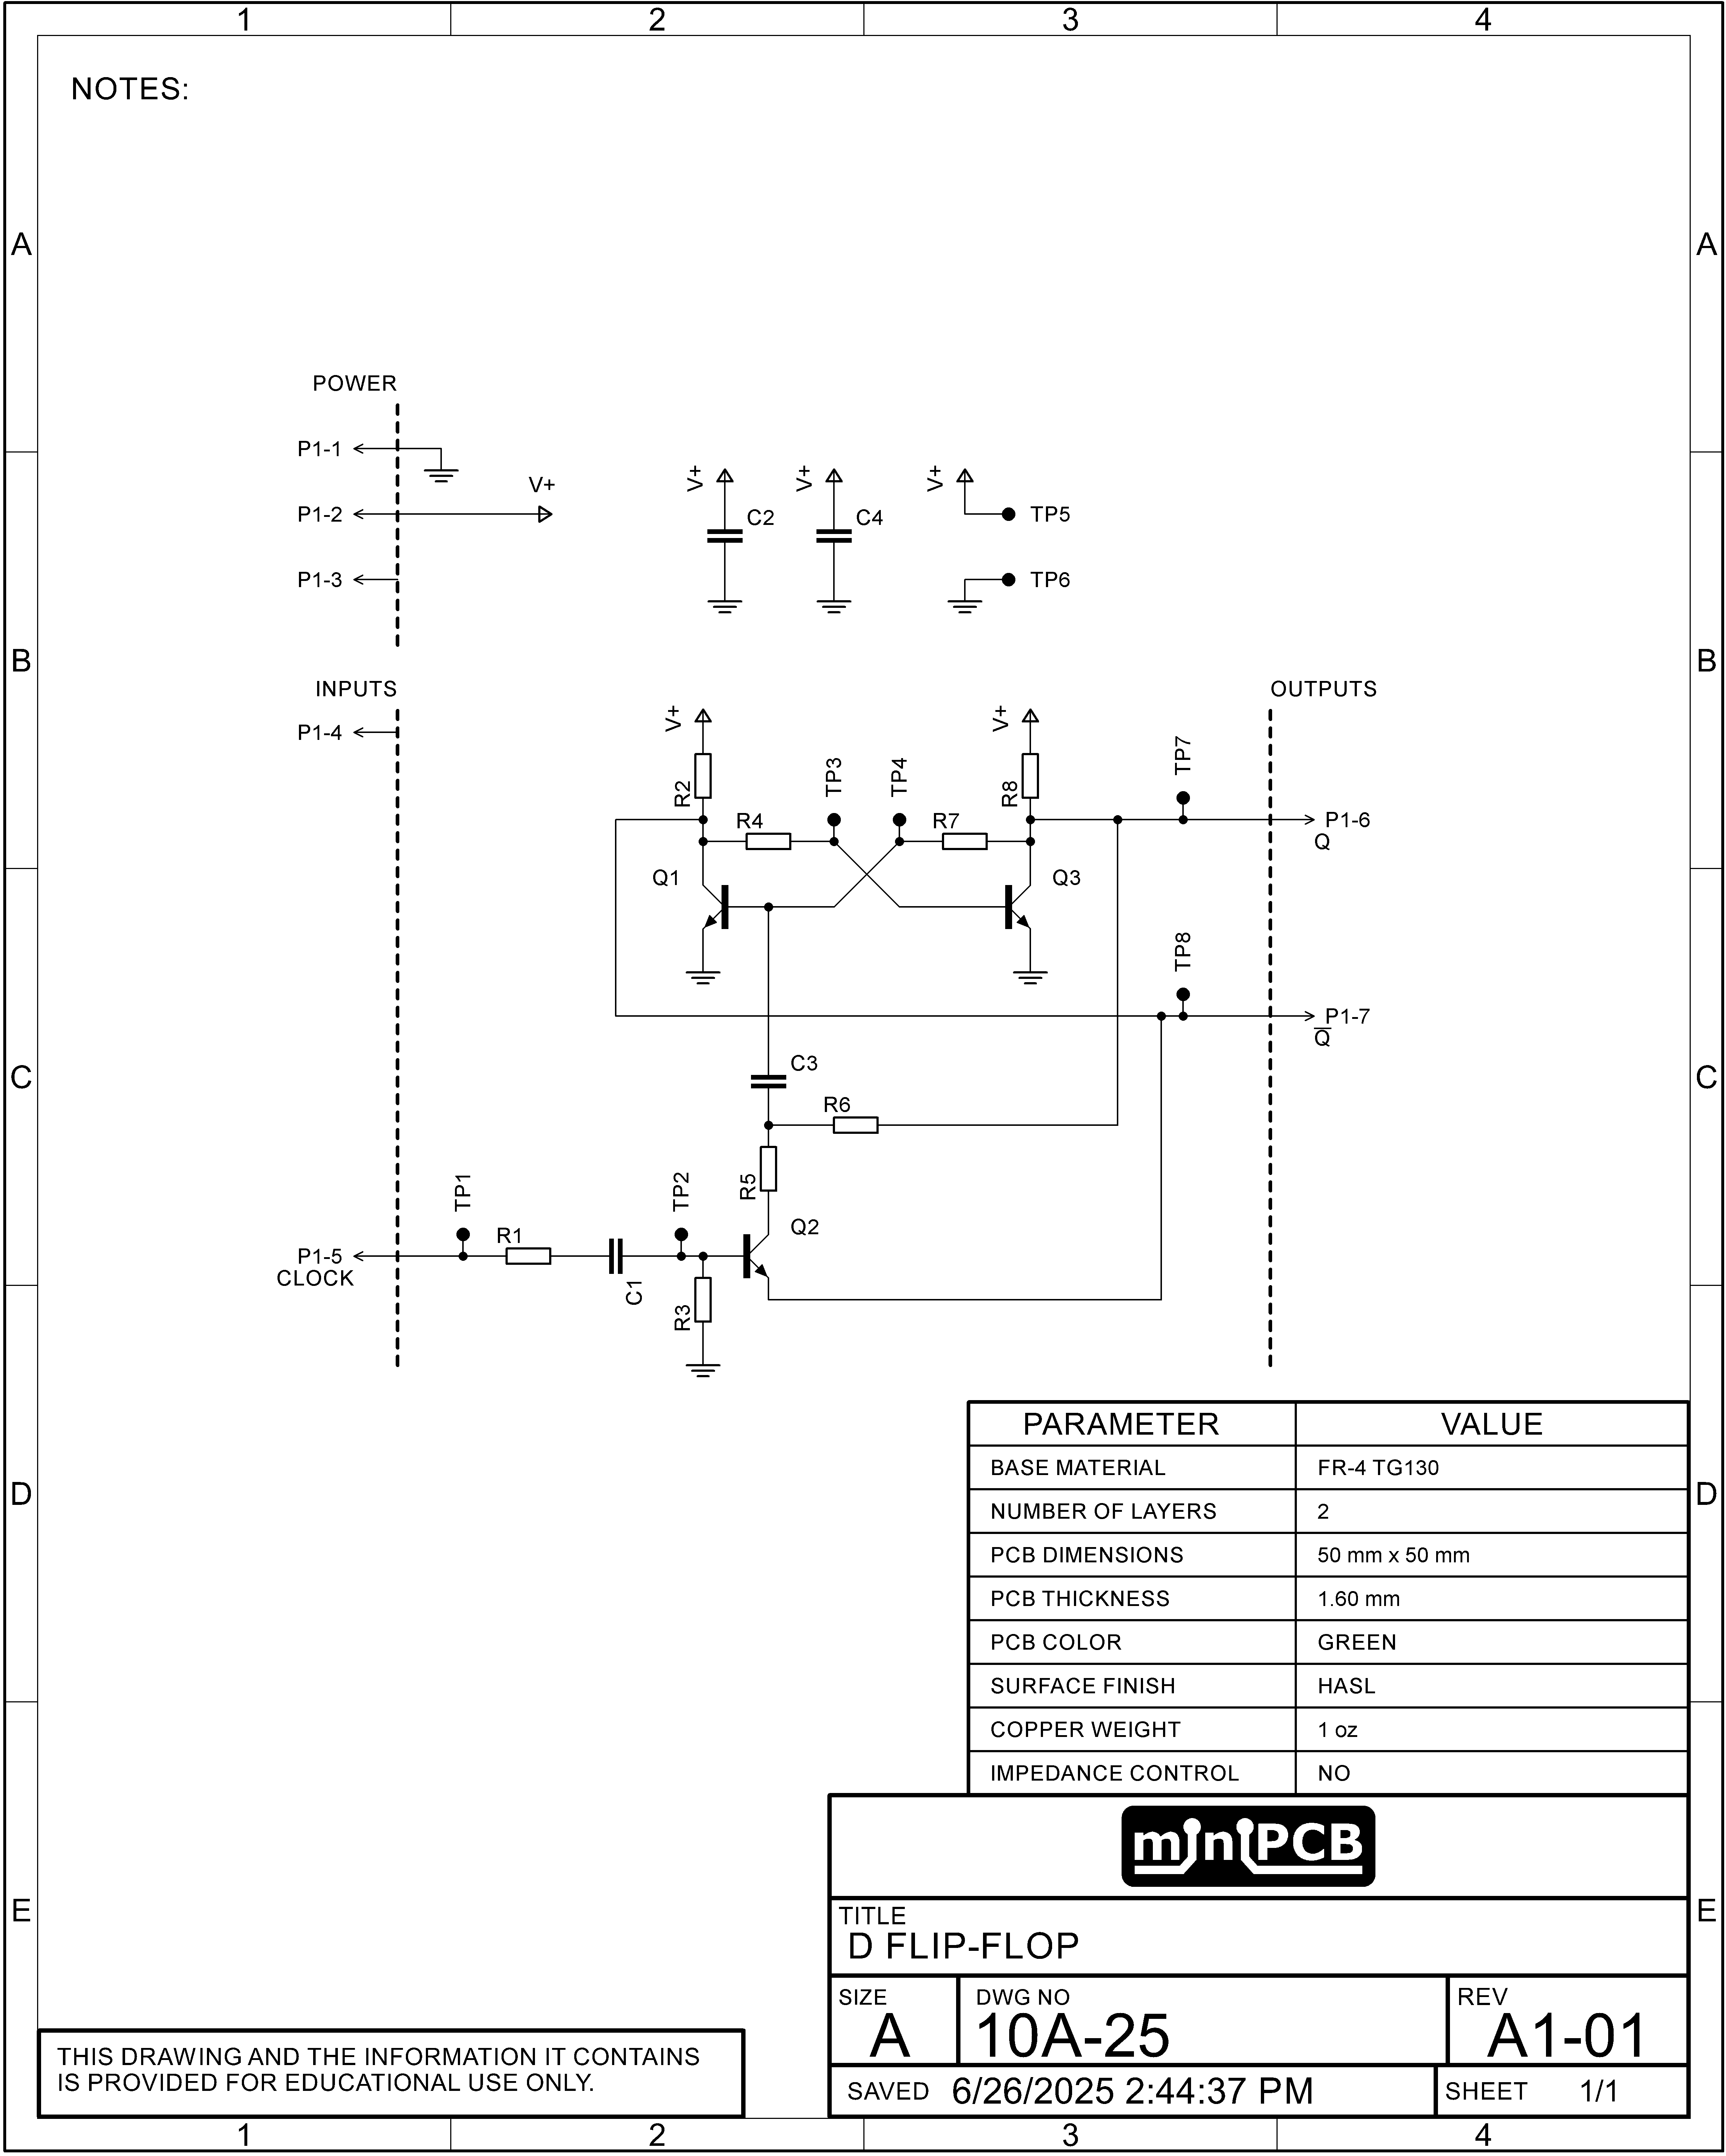 1 2 3 4
NOTES:
A A
POWER
P1-1
V+
P1-2
P1-3
V+ C2
V+ C4
V+ TP5
TP6
B B
INPUTS
OUTPUTS
P1-4
V+
V+
R2
R4
TP3
TP4
R7
R8
TP7
P1-6
Q
Q1
Q3
TP8
P1-7
Q̅
C C
C3
R6
R5
TP1
R1
TP2
Q2
P1-5
CLOCK
C1
R3
PARAMETER VALUE
BASE MATERIAL FR-4 TG130
D D
NUMBER OF LAYERS 2
PCB DIMENSIONS 50 mm x 50 mm
PCB THICKNESS 1.60 mm
PCB COLOR GREEN
SURFACE FINISH HASL
COPPER WEIGHT 1 oz
IMPEDANCE CONTROL NO
miniPCB
E E
TITLE
D FLIP-FLOP
SIZE DWG NO REV
A 10A-25 A1-01
SAVED 6/26/2025 2:44:37 PM SHEET 1/1
THIS DRAWING AND THE INFORMATION IT CONTAINS
IS PROVIDED FOR EDUCATIONAL USE ONLY.
1 2 3 4